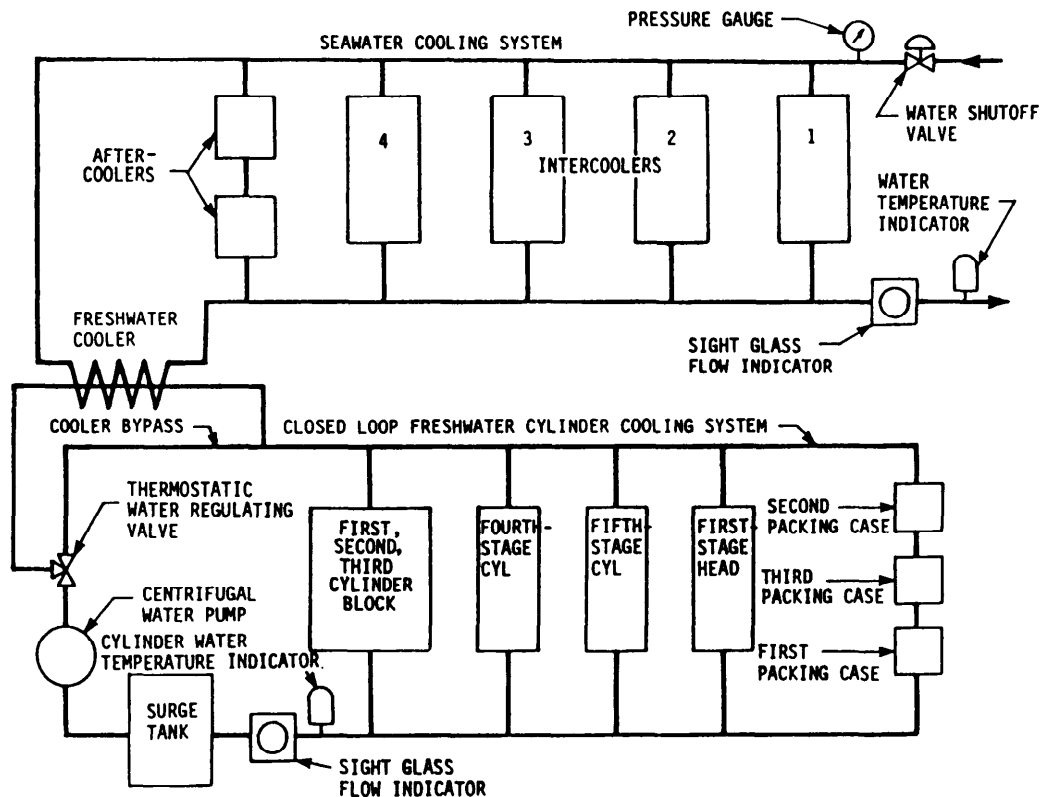 PRESSURE GAUGE
SEAWATER COOLING SYSTEM
WATER SHUTOFF
VALVE
AFTER-
COOLERS
4
3
2
1
INTERCOOLERS
WATER
TEMPERATURE
INDICATOR
FRESHWATER
COOLER
SIGHT GLASS
FLOW INDICATOR
COOLER BYPASS
CLOSED LOOP FRESHWATER CYLINDER COOLING SYSTEM
THERMOSTATIC
WATER REGULATING
VALVE
FIRST,
SECOND,
THIRD
CYLINDER
BLOCK
FOURTH-
STAGE
CYL
FIFTH-
STAGE
CYL
FIRST-
STAGE
HEAD
SECOND
PACKING CASE
THIRD
PACKING CASE
FIRST
PACKING CASE
CENTRIFUGAL
WATER PUMP
CYLINDER WATER
TEMPERATURE INDICATOR
SURGE
TANK
SIGHT GLASS
FLOW INDICATOR